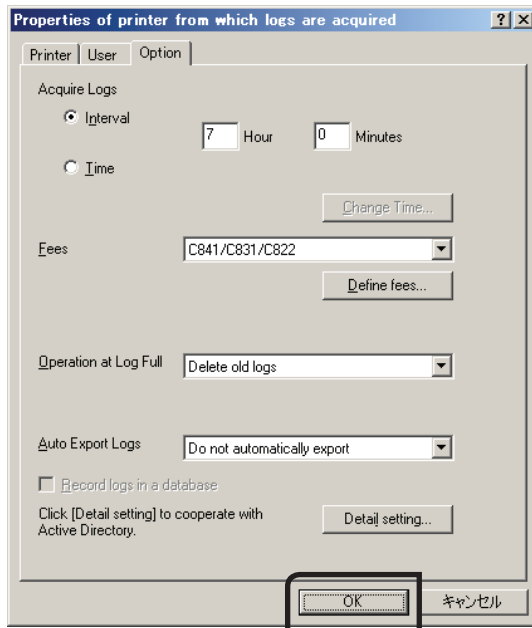 Properties of printer from which logs are acquired
Printer User Option
Acquire Logs
Interval
7 Hour 0 Minutes
Time
Change Time...
Fees C841/C831/C822
Define fees...
Operation at Log Full Delete old logs
Auto Export Logs Do not automatically export
Record logs in a database
Click [Detail setting] to cooperate with
Active Directory.
Detail setting...
OK キャンセル